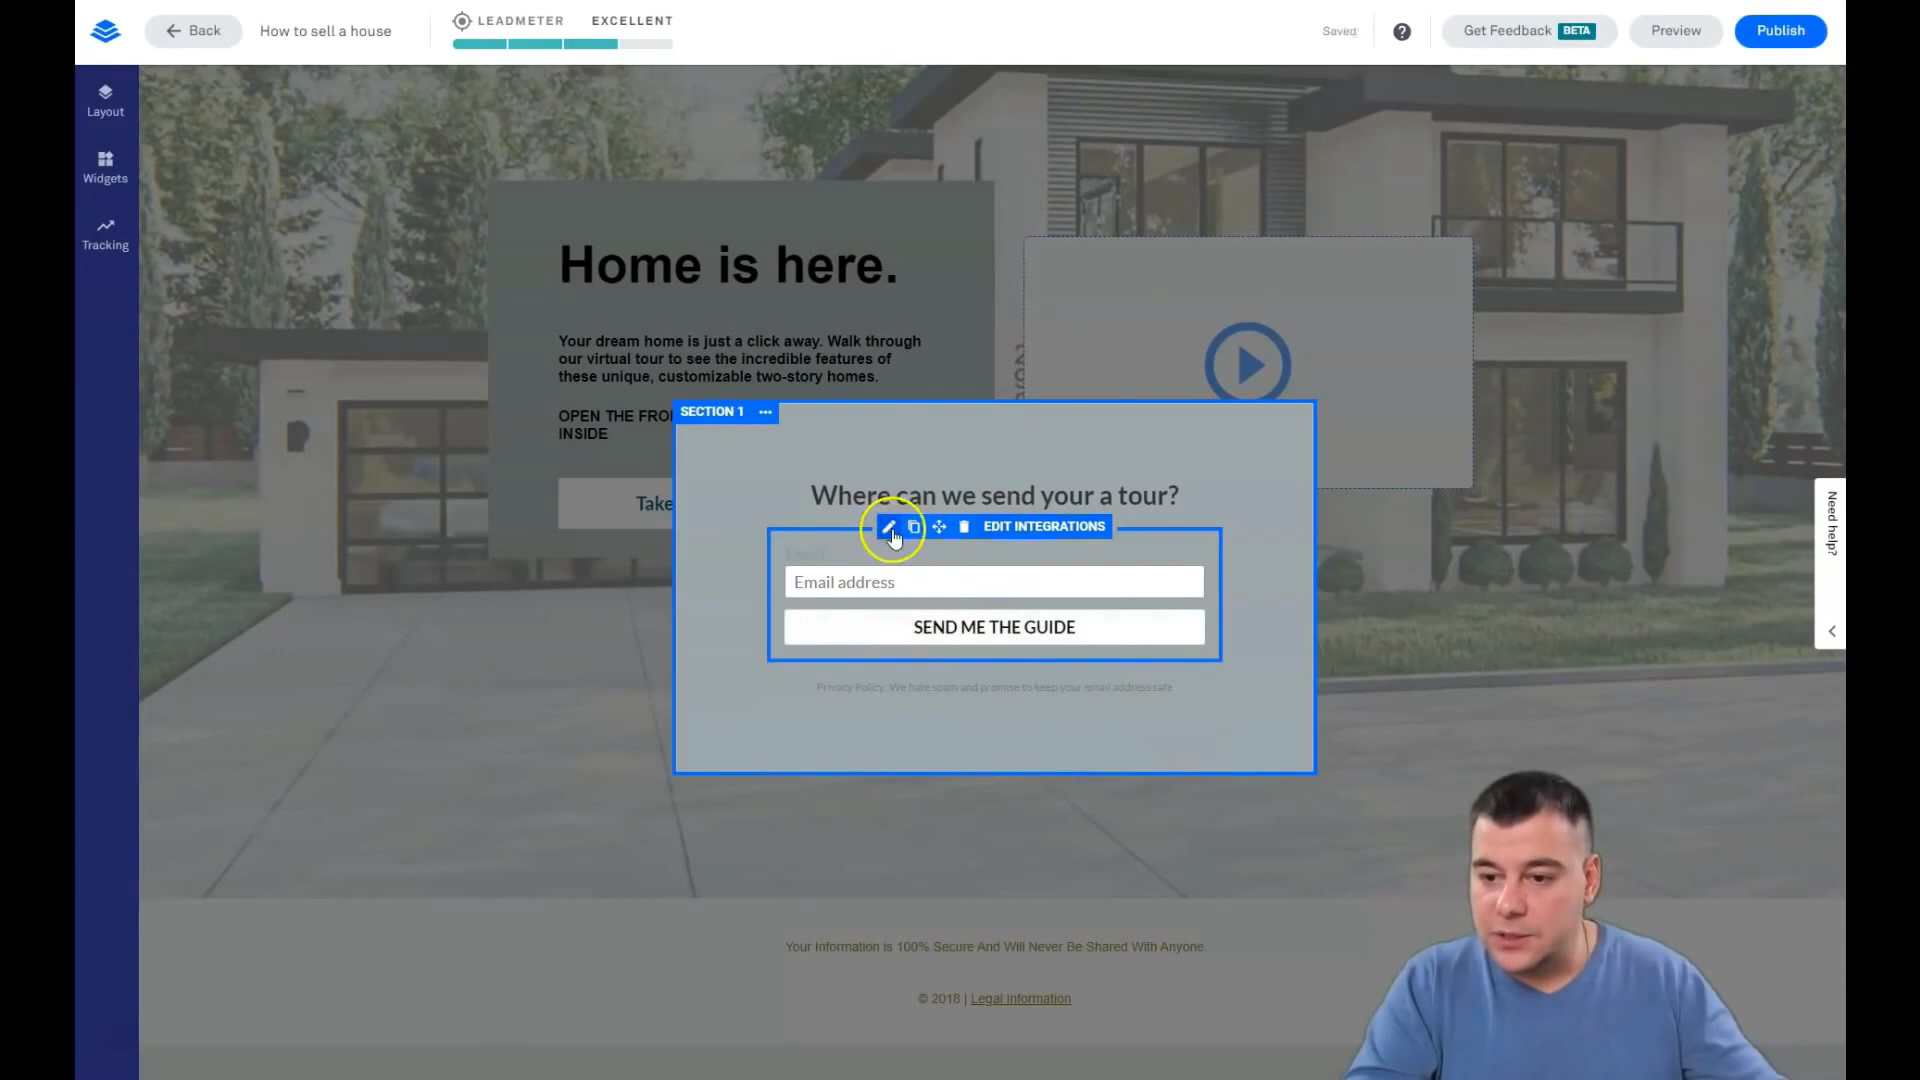 Back
How to sell a house
LEADMETER EXCELLENT
Saved
Get Feedback BETA
Preview
Publish
Layout
Widgets
Tracking
Home is here.
Your dream home is just a click away. Walk through
our virtual tour to see the incredible features of
these unique, customizable two-story homes.
OPEN THE
INSIDE
Take
SECTION 1
Where can we send your a tour?
EDIT INTEGRATIONS
Email
Email address
SEND ME THE GUIDE
Privacy Policy: We hate spam and promise to keep your email address safe
Need help?
Your Information is 100% Secure And Will Never Be Shared With Anyone.
© 2018 | Legal Information